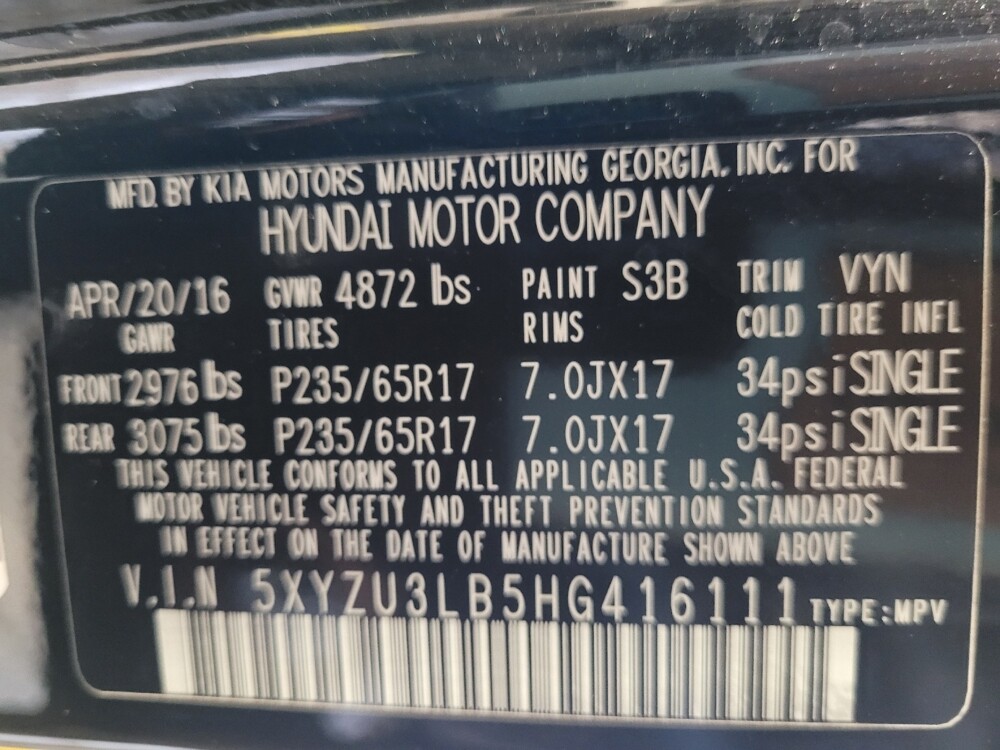 MFD. BY KIA MOTORS MANUFACTURING GEORGIA. INC. FOR
HYUNDAI MOTOR COMPANY
APR/20/16 GVWR 4872 lbs PAINT S3B TRIM VYN
GAWR TIRES RIMS COLD TIRE INFL
FRONT 2976 lbs P235/65R17 7.0JX17 34psi SINGLE
REAR 3075 lbs P235/65R17 7.0JX17 34psi SINGLE
THIS VEHICLE CONFORMS TO ALL APPLICABLE U.S.A. FEDERAL
MOTOR VEHICLE SAFETY AND THEFT PREVENTION STANDARDS
IN EFFECT ON THE DATE OF MANUFACTURE SHOWN ABOVE
V.I.N 5XYZU3LB5HG416111 TYPE:MPV